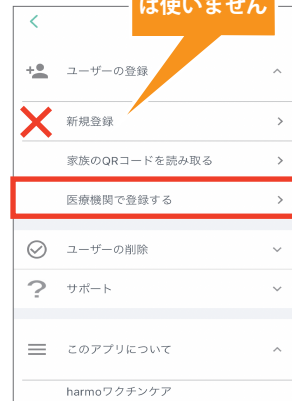 は使いません
ユーザーの登録
新規登録
家族のQRコードを読み取る
医療機関で登録する
ユーザーの削除
サポート
このアプリについて
harmoワクチンケア